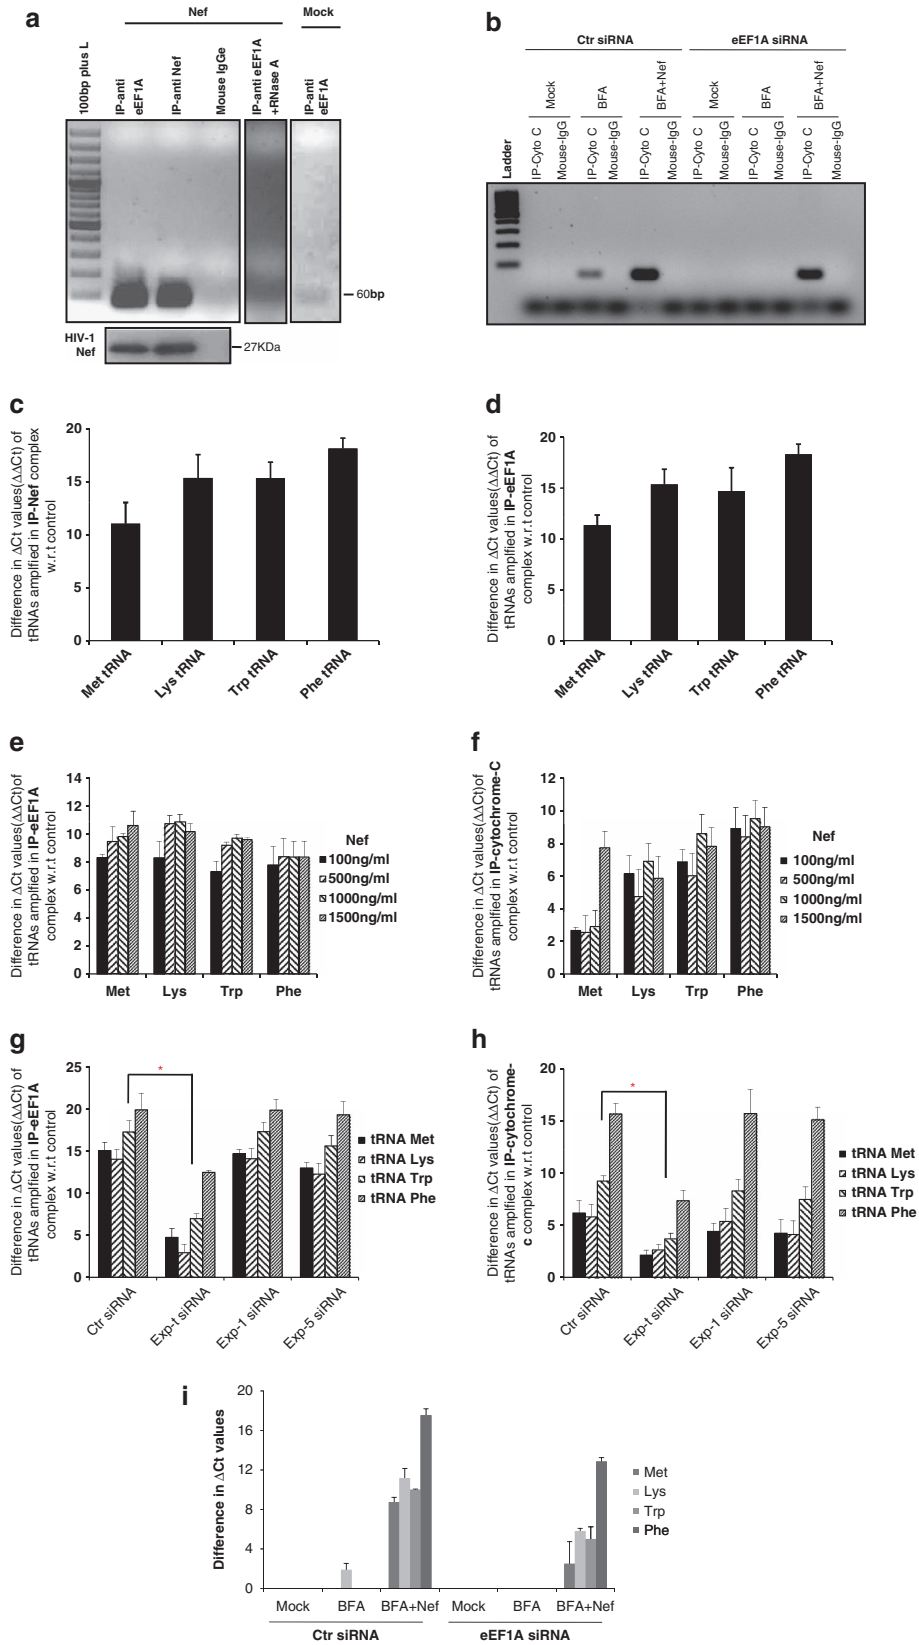 a
Nef
Mock
100bp plus L
IP-anti
eEF1A
IP-anti Nef
Mouse IgGe
IP-anti eEF1A
+RNase A
IP-anti
eEF1A
60bp
HIV-1
Nef
27KDa
b
Ctr siRNA
eEF1A siRNA
Mock
BFA
BFA+Nef
Mock
BFA
BFA+Nef
Ladder
IP-Cyto C
Mouse-IgG
IP-Cyto C
Mouse-IgG
IP-Cyto C
Mouse-IgG
IP-Cyto C
Mouse-IgG
IP-Cyto C
Mouse-IgG
IP-Cyto C
Mouse-IgG
c
Difference in ΔCt values(ΔΔCt) of
tRNAs amplfied in IP-Nef complex
w.r.t control
20
15
10
5
0
Met tRNA
Lys tRNA
Trp tRNA
Phe tRNA
d
Difference in ΔCt values(ΔΔCt) of
tRNAs amplfied in IP-eEF1A
complex w.r.t control
20
15
10
5
0
Met tRNA
Lys tRNA
Trp tRNA
Phe tRNA
e
Difference in ΔCt values(ΔΔCt)of
tRNAs amplfied in IP-eEF1A
complex w.r.t control
14
12
10
8
6
4
2
0
Met
Lys
Trp
Phe
Nef
100ng/ml
500ng/ml
1000ng/ml
1500ng/ml
f
Difference in ΔCt values(ΔΔCt)of
tRNAs amplfied in IP-cytochrome-C
complex w.r.t control
12
10
8
6
4
2
0
Met
Lys
Trp
Phe
Nef
100ng/ml
500ng/ml
1000ng/ml
1500ng/ml
g
Difference in ΔCt values(ΔΔCt) of
tRNAs amplfied in IP-eEF1A
complex w.r.t control
25
20
15
10
5
0
*
Ctr siRNA
Exp-t siRNA
Exp-1 siRNA
Exp-5 siRNA
tRNA Met
tRNA Lys
tRNA Trp
tRNA Phe
h
Difference in ΔCt values(ΔΔCt) of
tRNAs amplfied in IP-cytochrome-
c complex w.r.t control
20
15
10
5
0
*
Ctr siRNA
Exp-t siRNA
Exp-1 siRNA
Exp-5 siRNA
tRNA Met
tRNA Lys
tRNA Trp
tRNA Phe
i
Difference in ΔCt values
20
16
12
8
4
0
Mock
BFA
BFA+Nef
Mock
BFA
BFA+Nef
Ctr siRNA
eEF1A siRNA
Met
Lys
Trp
Phe